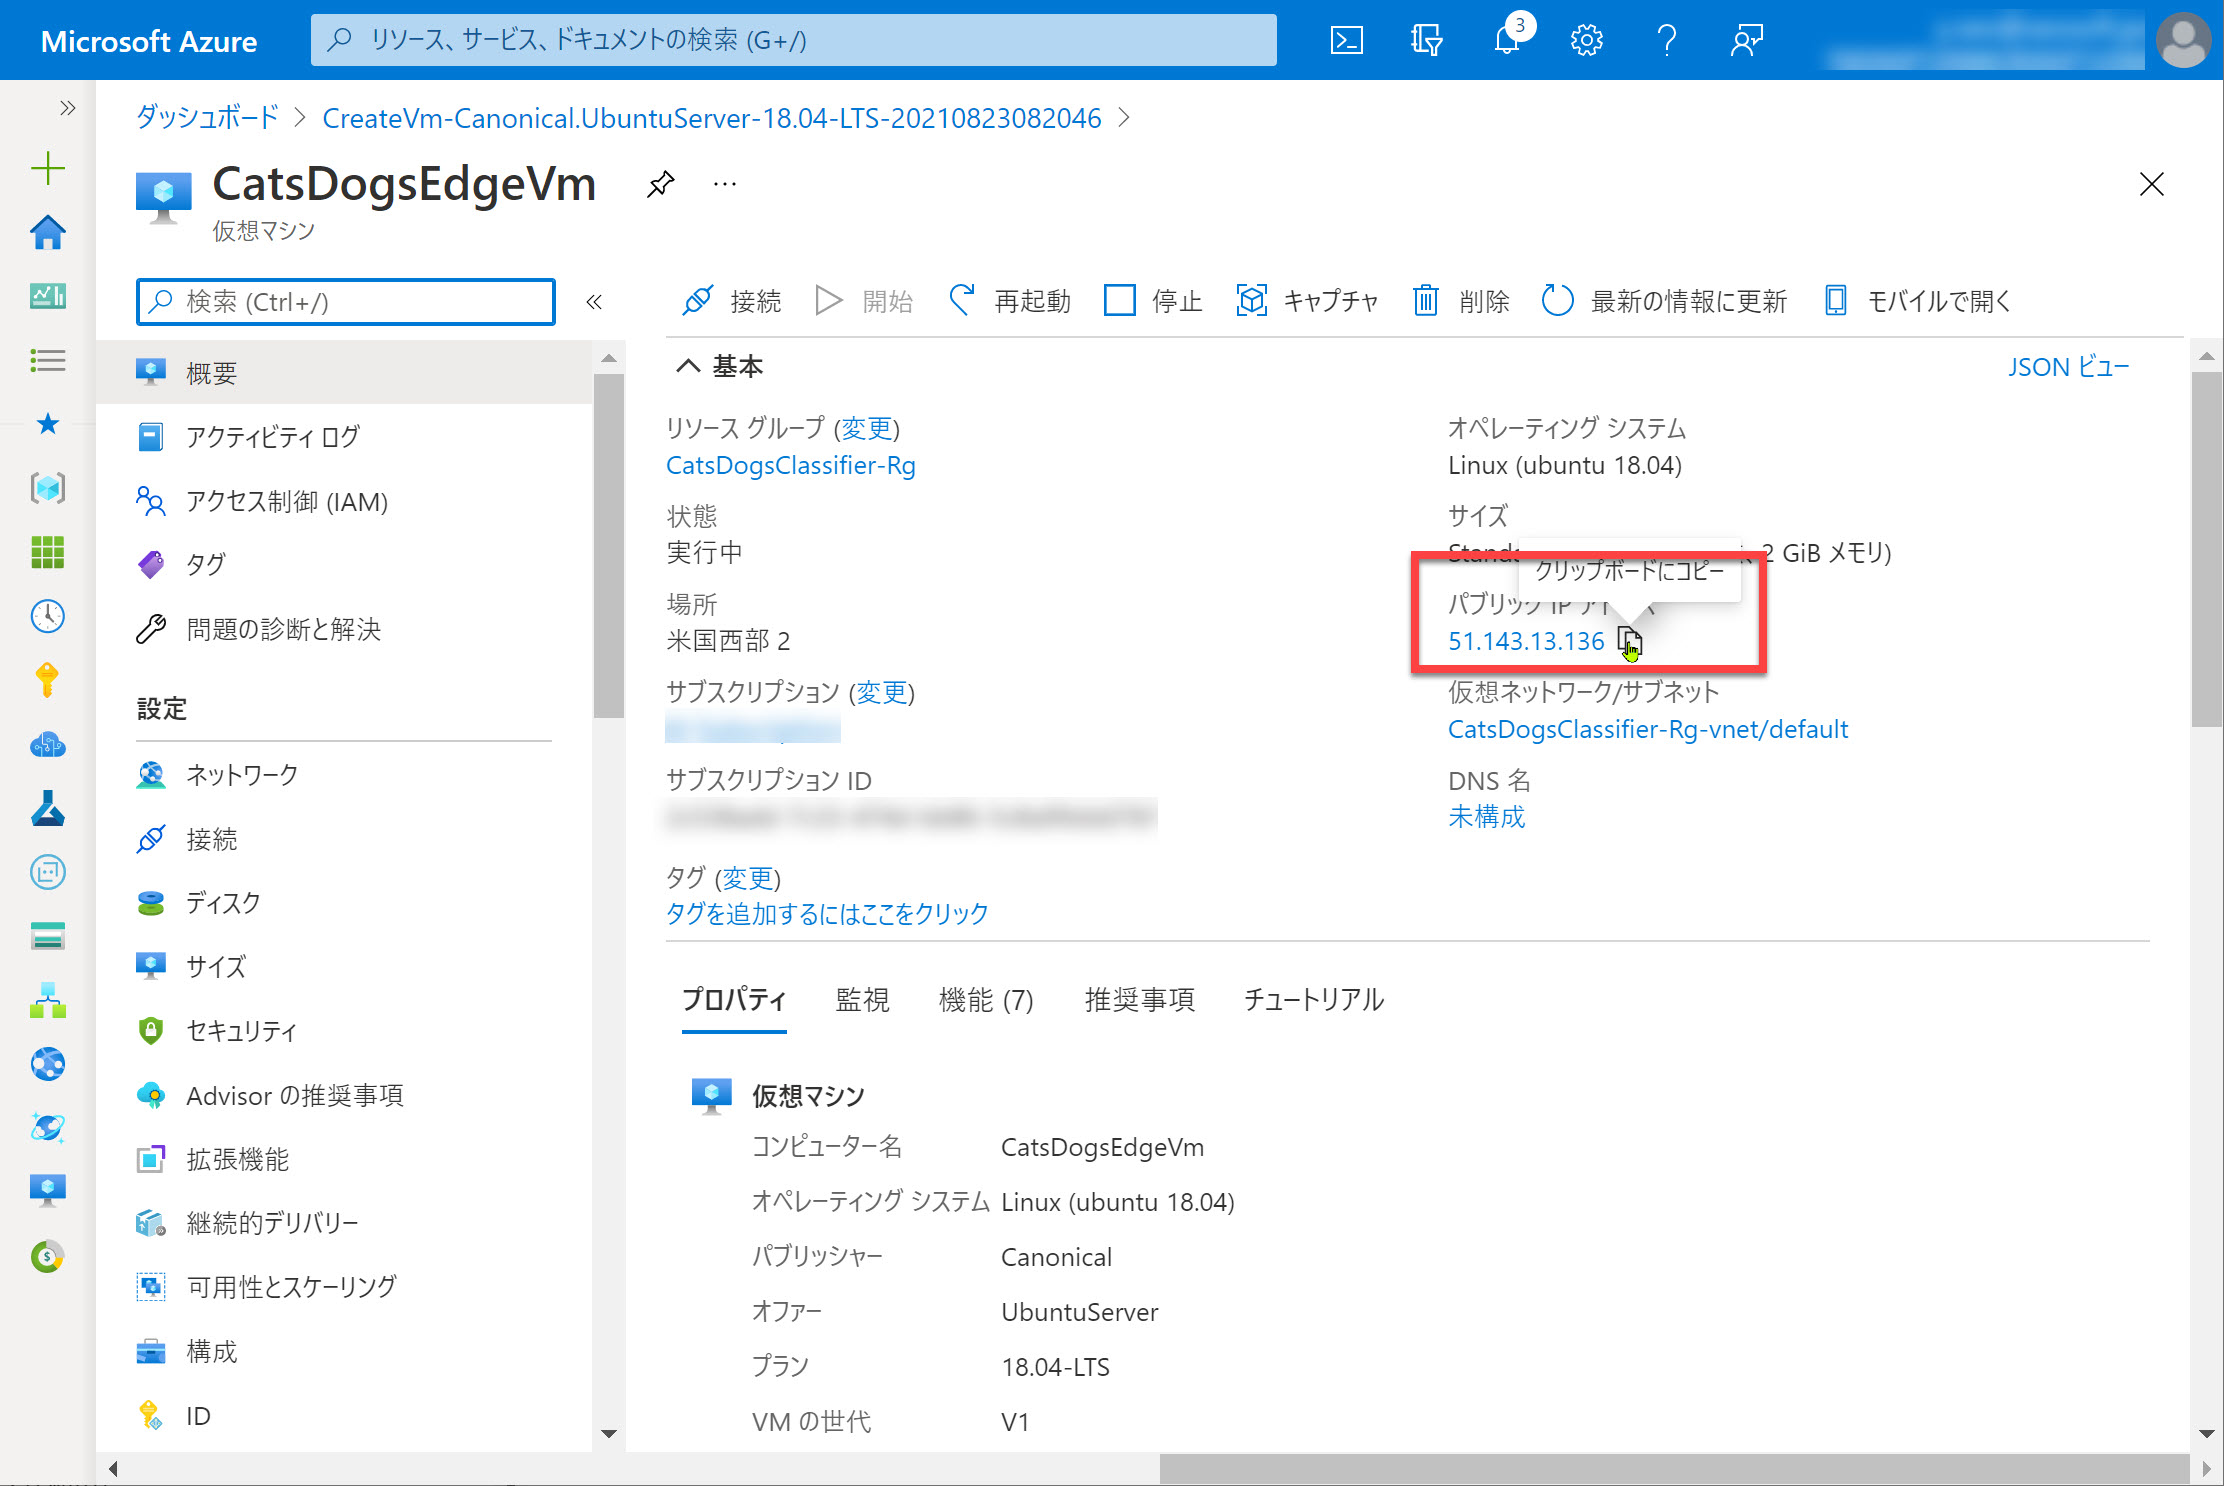 Microsoft Azure
リソース、サービス、ドキュメントの検索 (G+/)
3
ダッシュボード > CreateVm-Canonical.UbuntuServer-18.04-LTS-20210823082046 >
CatsDogsEdgeVm
仮想マシン
検索 (Ctrl+/)
概要
アクティビティ ログ
アクセス制御 (IAM)
タグ
問題の診断と解決
設定
ネットワーク
接続
ディスク
サイズ
セキュリティ
Advisor の推奨事項
拡張機能
継続的デリバリー
可用性とスケーリング
構成
ID
接続 開始 再起動 停止 キャプチャ 削除 最新の情報に更新 モバイルで開く
基本
JSON ビュー
リソース グループ (変更)
CatsDogsClassifier-Rg
状態
実行中
場所
米国西部 2
サブスクリプション (変更)
サブスクリプション ID
タグ (変更)
タグを追加するにはここをクリック
オペレーティング システム
Linux (ubuntu 18.04)
サイズ
2 GiB メモリ)
クリップボードにコピー
パブリック IP
51.143.13.136
仮想ネットワーク/サブネット
CatsDogsClassifier-Rg-vnet/default
DNS 名
未構成
プロパティ 監視 機能 (7) 推奨事項 チュートリアル
仮想マシン
コンピューター名 CatsDogsEdgeVm
オペレーティング システム Linux (ubuntu 18.04)
パブリッシャー Canonical
オファー UbuntuServer
プラン 18.04-LTS
VM の世代 V1